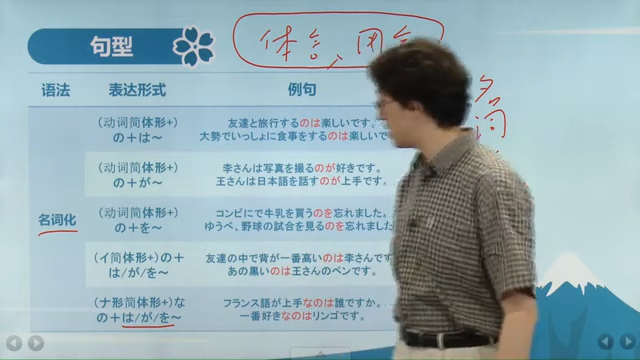 句型
体言、用言
名词
语法 表达形式 例句
名词化
(动词简体形+)
の＋は～
友達と旅行するのは楽しいです。
大勢でいっしょに食事をするのは楽しいで
(动词简体形+)
の＋が～
李さんは写真を撮るのが好きです。
王さんは日本語を話すのが上手です。
(动词简体形+)
の＋を～
コンビにで牛乳を買うのを忘れました。
ゆうべ、野球の試合を見るのを忘れました
(イ简体形+)の＋
は/が/を～
友達の中で背が一番高いのは李さんです
あの黒いのは王さんのペンです。
(ナ形简体形+)な
の＋は/が/を～
フランス語が上手なのは誰ですか。
一番好きなのはリンゴです。